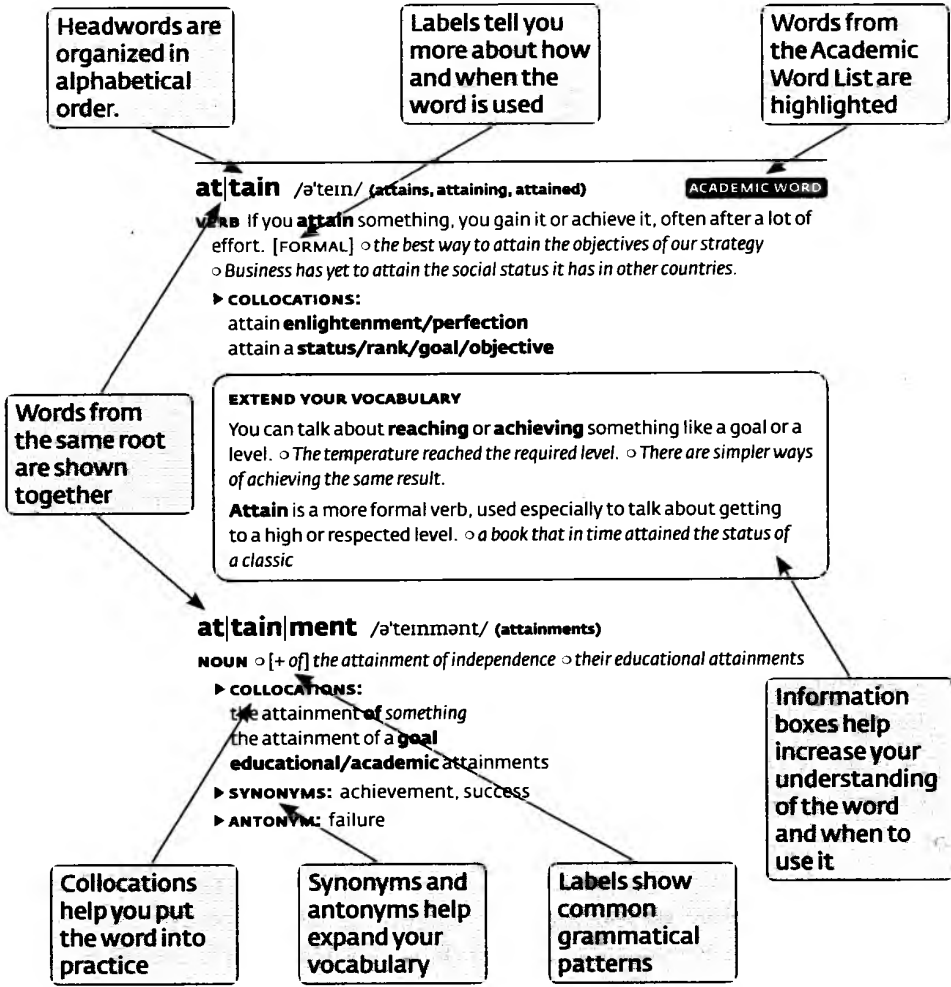 Headwords are
organized in
alphabetical
order.
Labels tell you
more about how
and when the
word is used
Words from
the Academic
Word List are
highlighted
at|tain /ə'teɪn/ (attains, attaining, attained) ACADEMIC WORD
VERB If you attain something, you gain it or achieve it, often after a lot of
effort. [FORMAL] ○ the best way to attain the objectives of our strategy
○ Business has yet to attain the social status it has in other countries.
▶ COLLOCATIONS:
attain enlightenment/perfection
attain a status/rank/goal/objective
Words from
the same root
are shown
together
EXTEND YOUR VOCABULARY
You can talk about reaching or achieving something like a goal or a
level. ○ The temperature reached the required level. ○ There are simpler ways
of achieving the same result.
Attain is a more formal verb, used especially to talk about getting
to a high or respected level. ○ a book that in time attained the status of
a classic
at|tain|ment /ə'teɪnmənt/ (attainments)
NOUN ○ [+ of] the attainment of independence ○ their educational attainments
▶ COLLOCATIONS:
the attainment of something
the attainment of a goal
educational/academic attainments
▶ SYNONYMS: achievement, success
▶ ANTONYM: failure
Information
boxes help
increase your
understanding
of the word
and when to
use it
Collocations
help you put
the word into
practice
Synonyms and
antonyms help
expand your
vocabulary
Labels show
common
grammatical
patterns